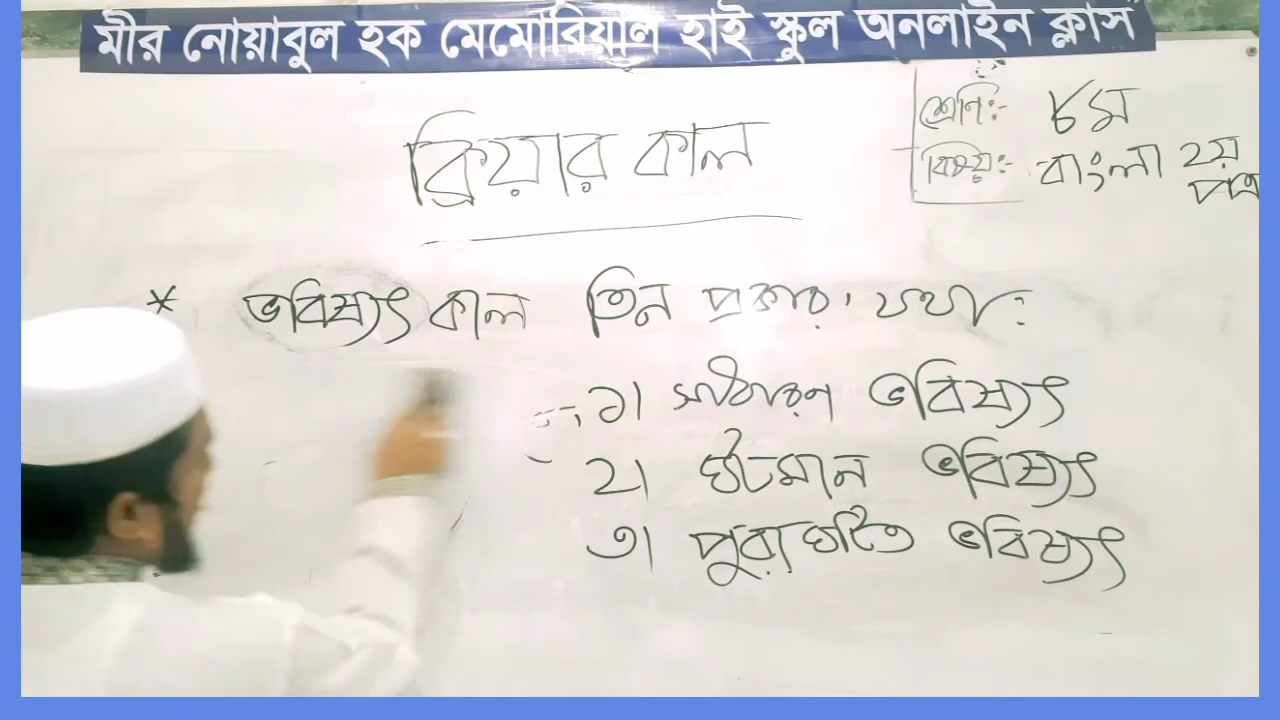 মীর নোয়াবুল হক মেমোরিয়াল হাই স্কুল অনলাইন ক্লাস
শ্রেণি:- ৮ম
বিষয়:- বাংলা ২য় পত্র
ক্রিয়ার কাল
* ভবিষ্যৎ কাল তিন প্রকার। যথা:
১। সাধারণ ভবিষ্যৎ
২। ঘটমান ভবিষ্যৎ
৩। পুরাঘটিত ভবিষ্যৎ